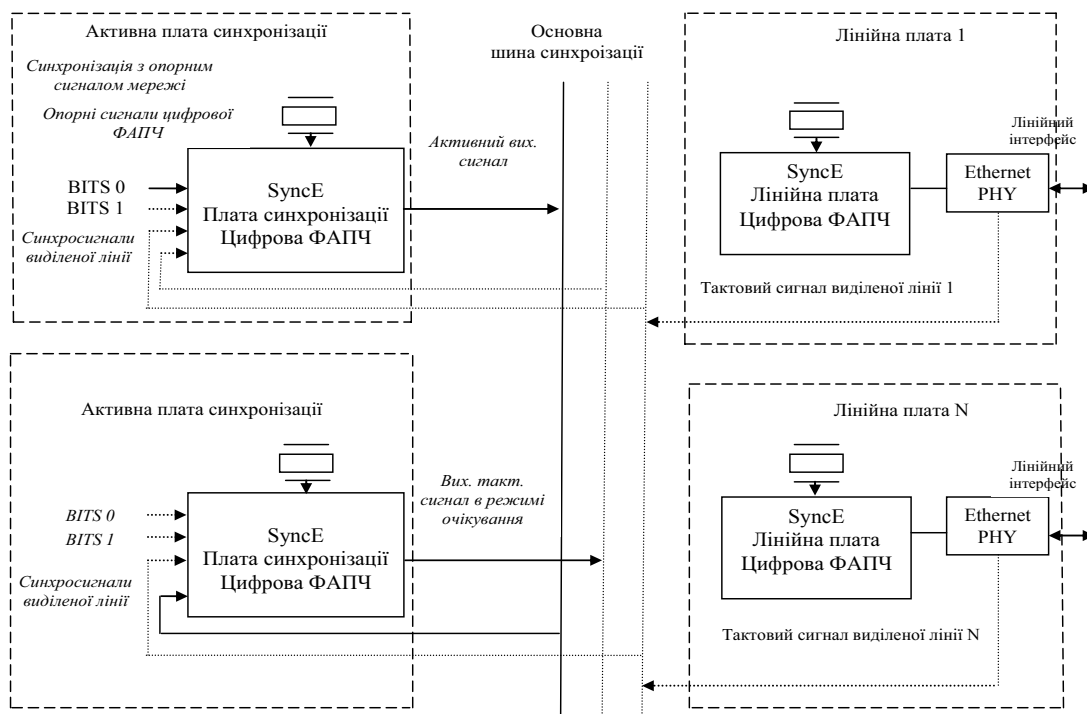 Активна плата синхронізації
Синхронізація з опорним
сигналом мережі
Опорні сигнали цифрової
ФАПЧ
BITS 0
BITS 1
Синхросигнали
виділеної лінії
SyncE
Плата синхронізації
Цифрова ФАПЧ
Активний вих.
сигнал
Основна
шина синхроізації
Лінійна плата 1
SyncE
Лінійна плата
Цифрова ФАПЧ
Ethernet
PHY
Лінійний
інтерфейс
Тактовий сигнал виділеної лінії 1
Активна плата синхронізації
BITS 0
BITS 1
Синхросигнали
виділеної лінії
SyncE
Плата синхронізації
Цифрова ФАПЧ
Вих. такт.
сигнал в режимі
очікування
Лінійна плата N
SyncE
Лінійна плата
Цифрова ФАПЧ
Ethernet
PHY
Лінійний
інтерфейс
Тактовий сигнал виділеної лінії N